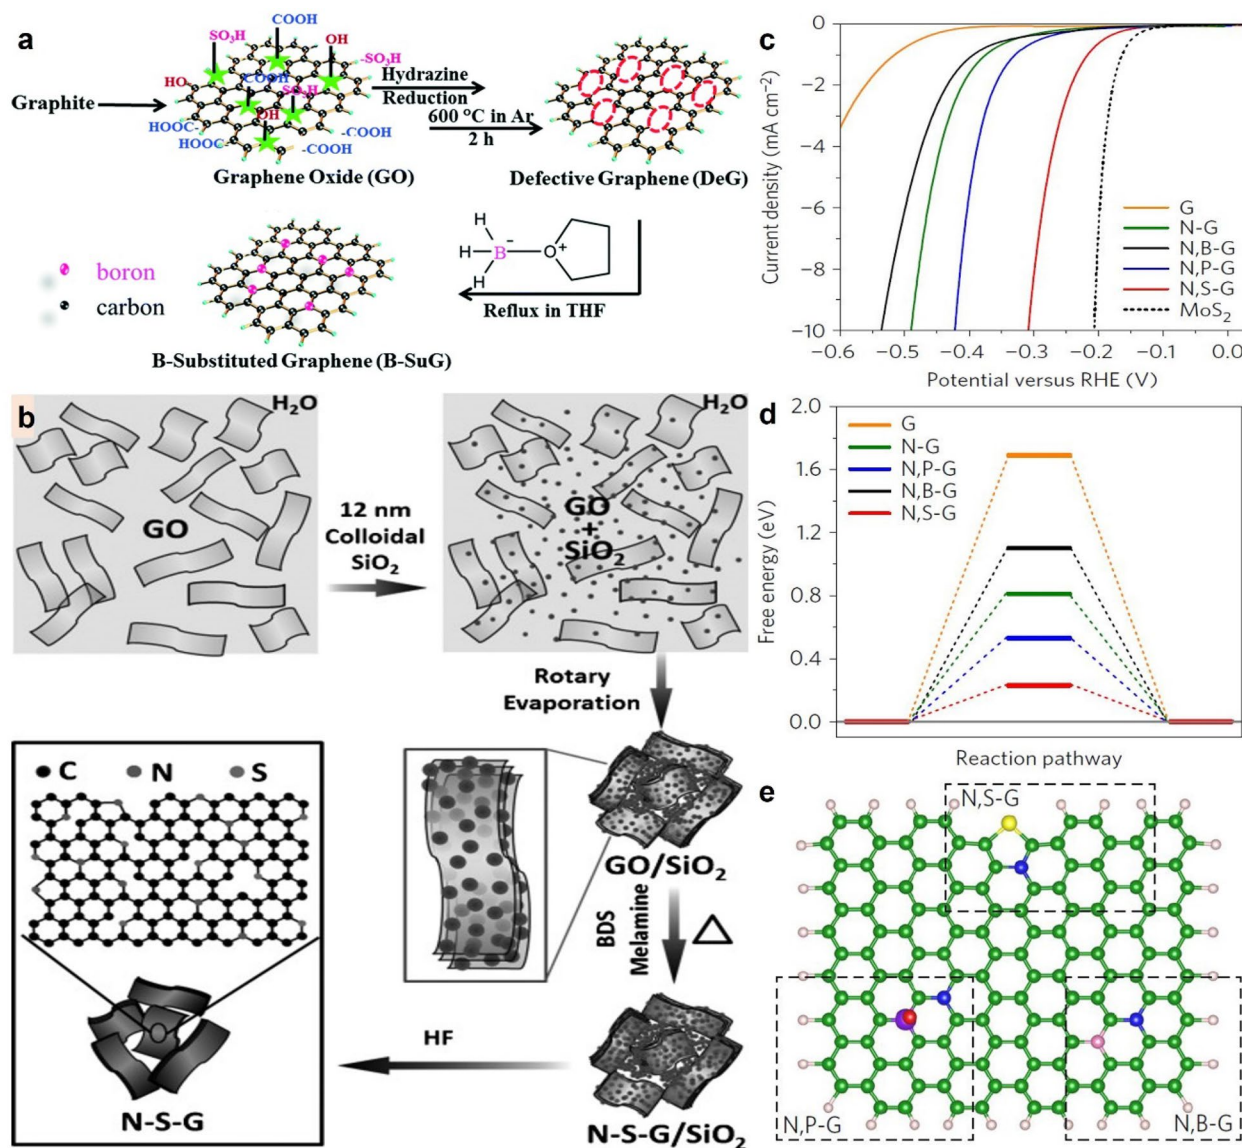 a
SO3H
COOH
OH
-SO3H
HO
COOH
SO3H
OH
HOOC
HOOC
-COOH
-COOH
Graphite
Hydrazine
Reduction
600 °C in Ar
2 h
Graphene Oxide (GO)
Defective Graphene (DeG)
H
H
H
B
−
O
+
Reflux in THF
boron
carbon
B-Substituted Graphene (B-SuG)
b
H2O
GO
12 nm
Colloidal
SiO2
H2O
GO
+
SiO2
Rotary
Evaporation
GO/SiO2
BDS
Melamine
N-S-G/SiO2
HF
C N S
N-S-G
c
Current density (mA cm−2)
0
−2
−4
−6
−8
−10
G
N-G
N,B-G
N,P-G
N,S-G
MoS2
−0.6 −0.5 −0.4 −0.3 −0.2 −0.1 0.0
Potential versus RHE (V)
d
Free energy (eV)
2.0
1.6
1.2
0.8
0.4
0.0
G
N-G
N,P-G
N,B-G
N,S-G
Reaction pathway
e
N,S-G
N,P-G
N,B-G